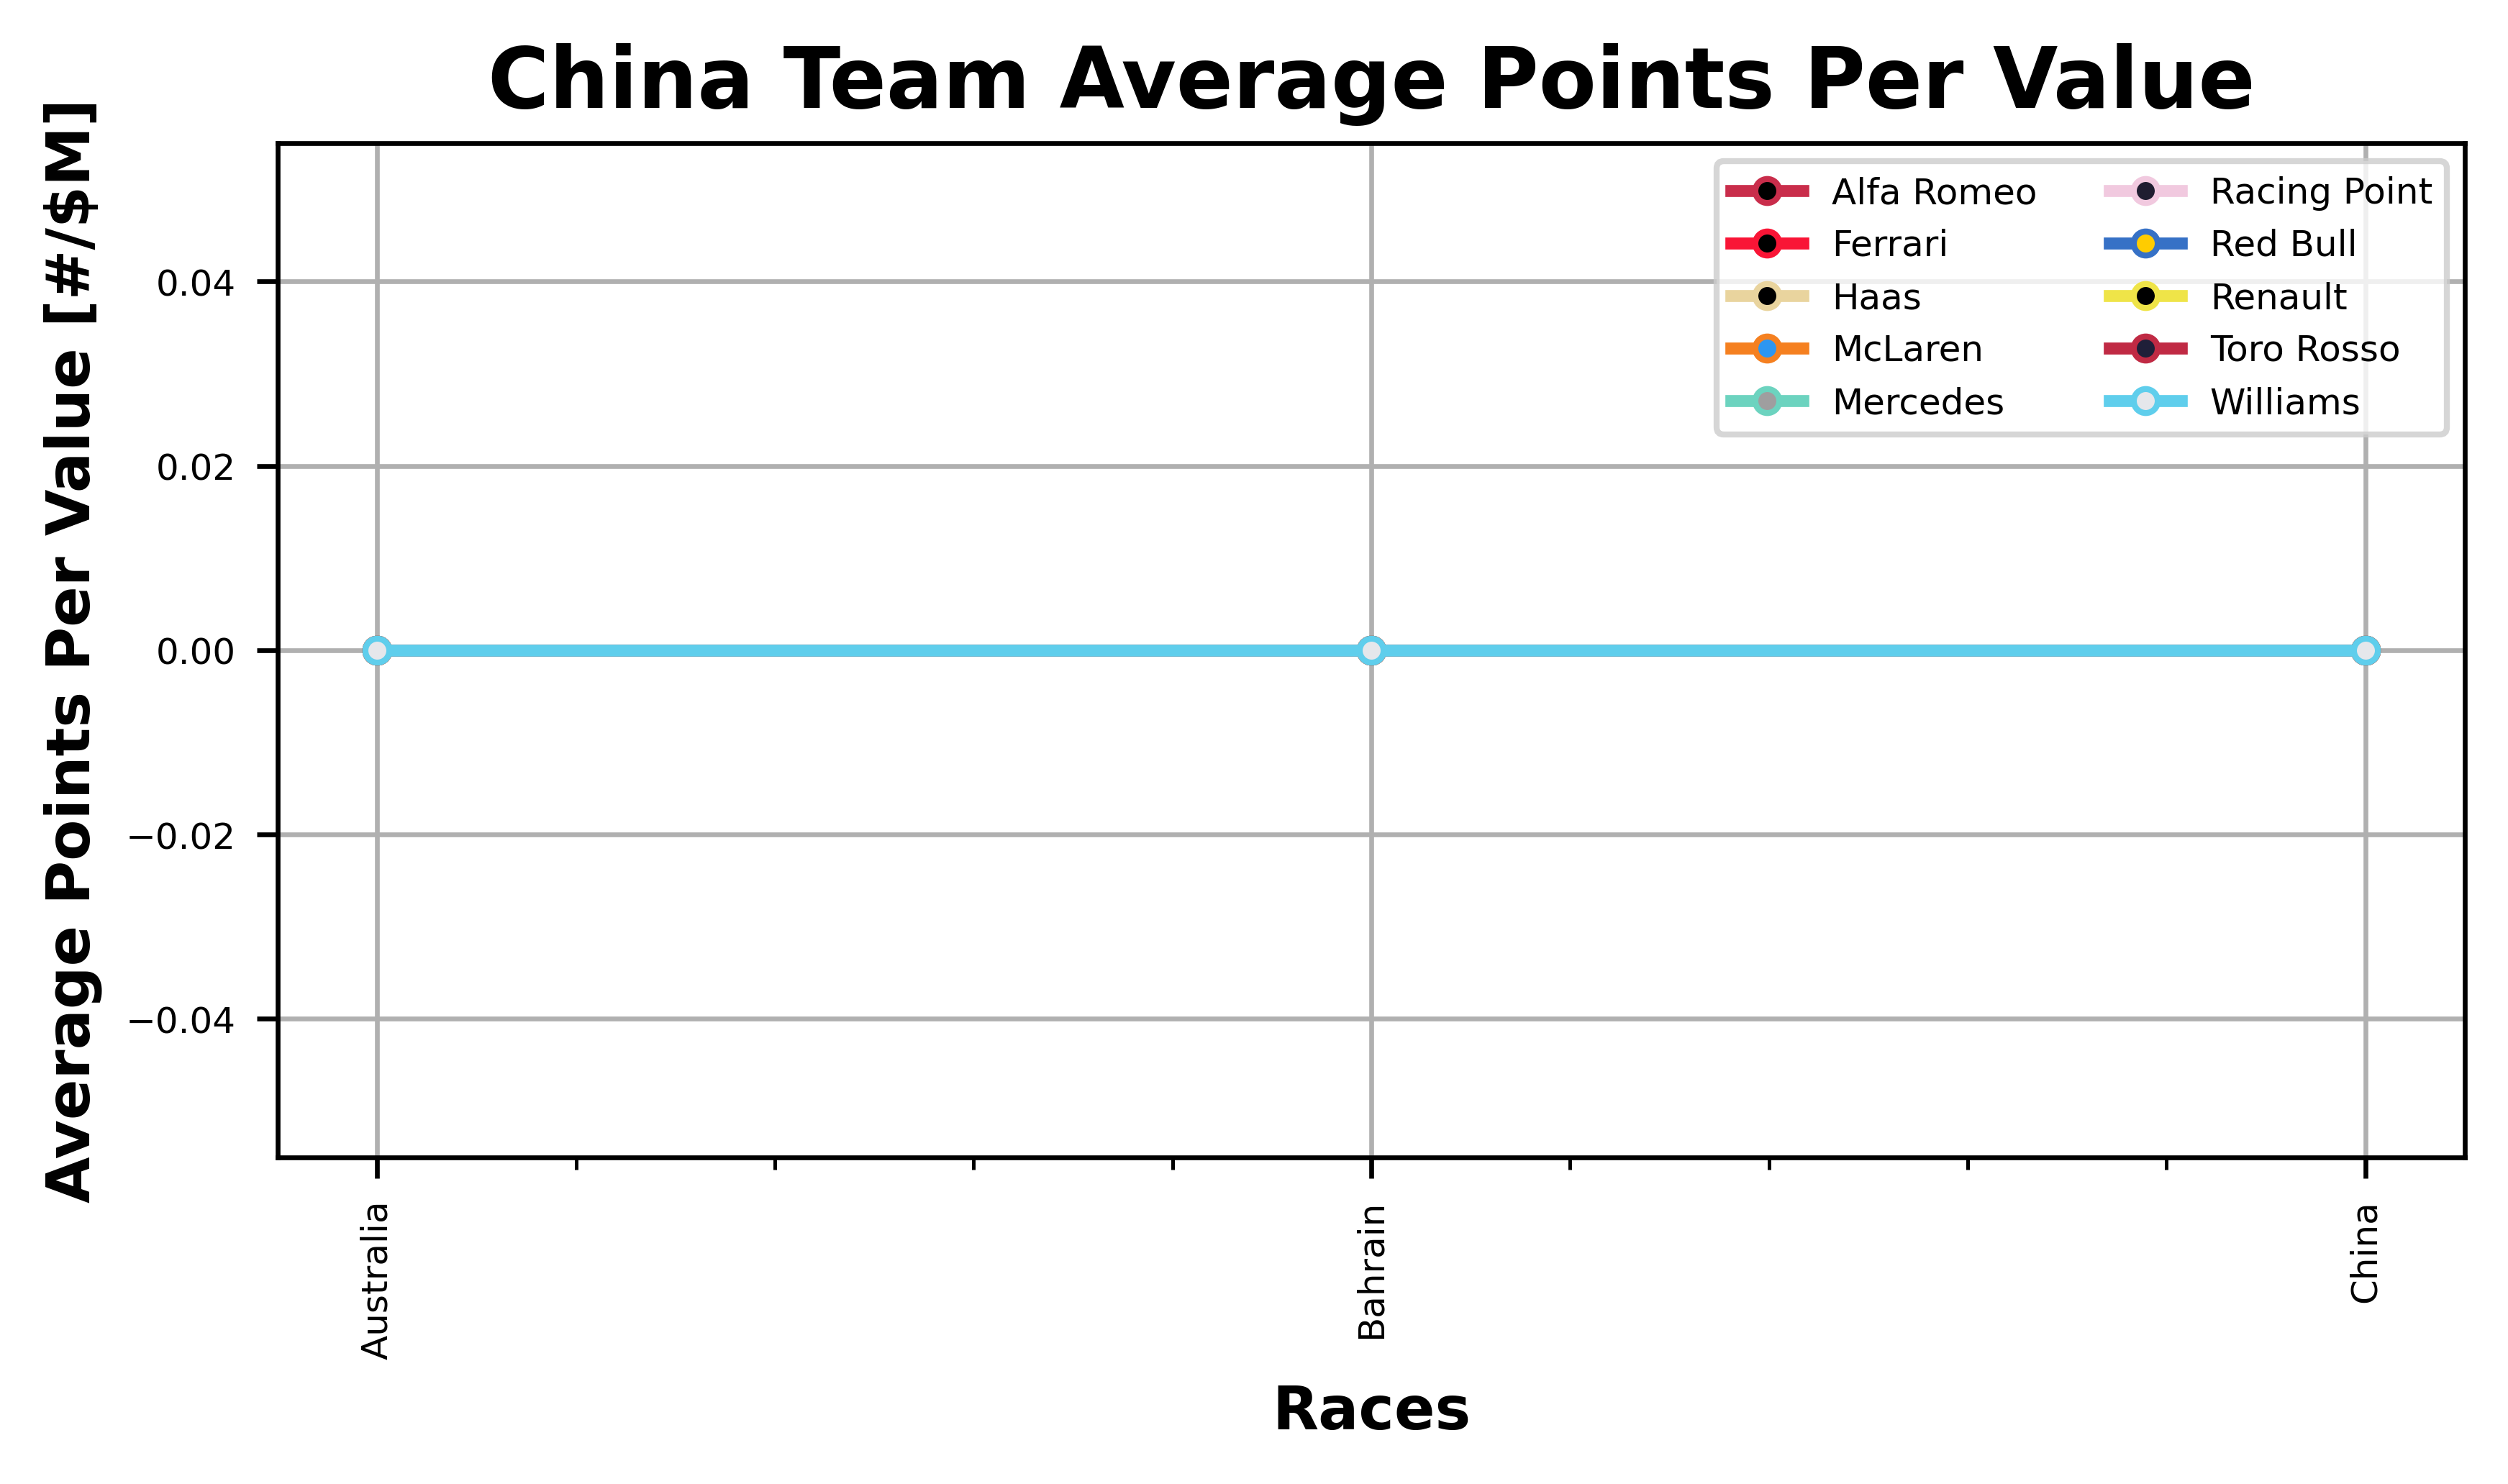 China Team Average Points Per Value
Average Points Per Value [#/$M]
0.04
0.02
0.00
−0.02
−0.04
Alfa Romeo
Ferrari
Haas
McLaren
Mercedes
Racing Point
Red Bull
Renault
Toro Rosso
Williams
Australia
Bahrain
China
Races